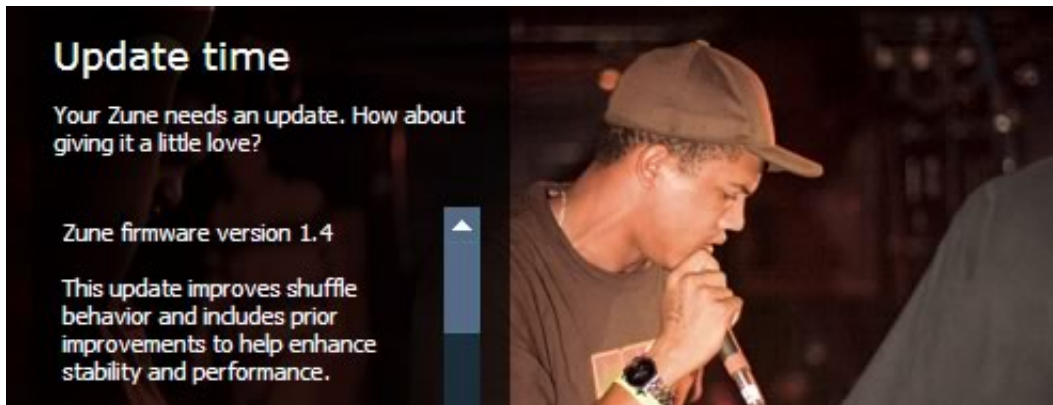 Update time
Your Zune needs an update. How about
giving it a little love?
Zune firmware version 1.4
This update improves shuffle
behavior and includes prior
improvements to help enhance
stability and performance.